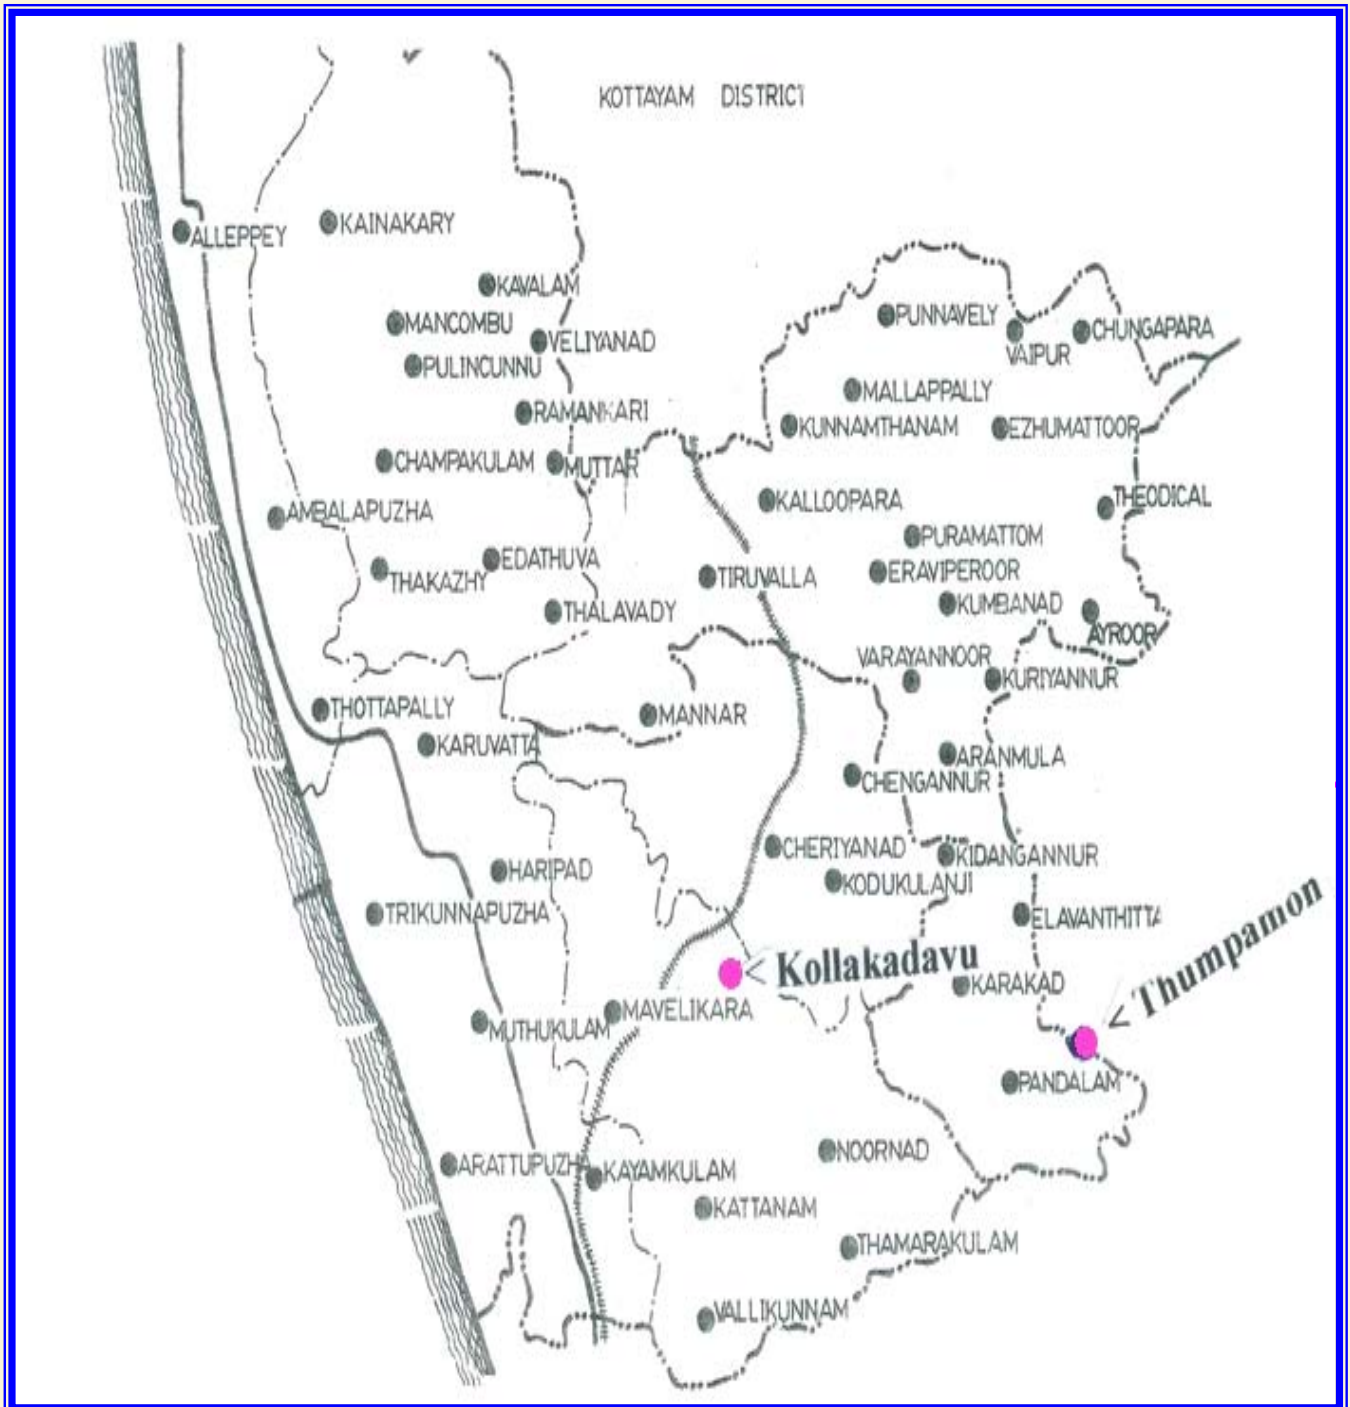 KOTTAYAM DISTRICT
ALLEPPEY
KAINAKARY
KAVALAM
MANCOMBU
VELIYANAD
PULINCUNNU
RAMANKARI
CHAMPAKULAM
MUTTAR
AMBALAPUZHA
EDATHUVA
THAKAZHY
THALAVADY
PUNNAVELY
VAIPUR
CHUNGAPARA
MALLAPPALLY
KUNNAMTHANAM
EZHUMATTOOR
KALLOOPARA
THEODICAL
PURAMATTOM
TIRUVALLA
ERAVIPEROOR
KUMBANAD
AYROOR
VARAYANNOOR
KURIYANNUR
THOTTAPALLY
MANNAR
KARUVATTA
ARANMULA
CHENGANNUR
CHERIYANAD
KIDANGANNUR
HARIPAD
KODUKULANJI
TRIKUNNAPUZHA
ELAVANTHITTA
Kollakadavu
Thumpamon
KARAKAD
MAVELIKARA
MUTHUKULAM
PANDALAM
NOORNAD
ARATTUPUZHA
KAYAMKULAM
KATTANAM
THAMARAKULAM
VALLIKUNNAM